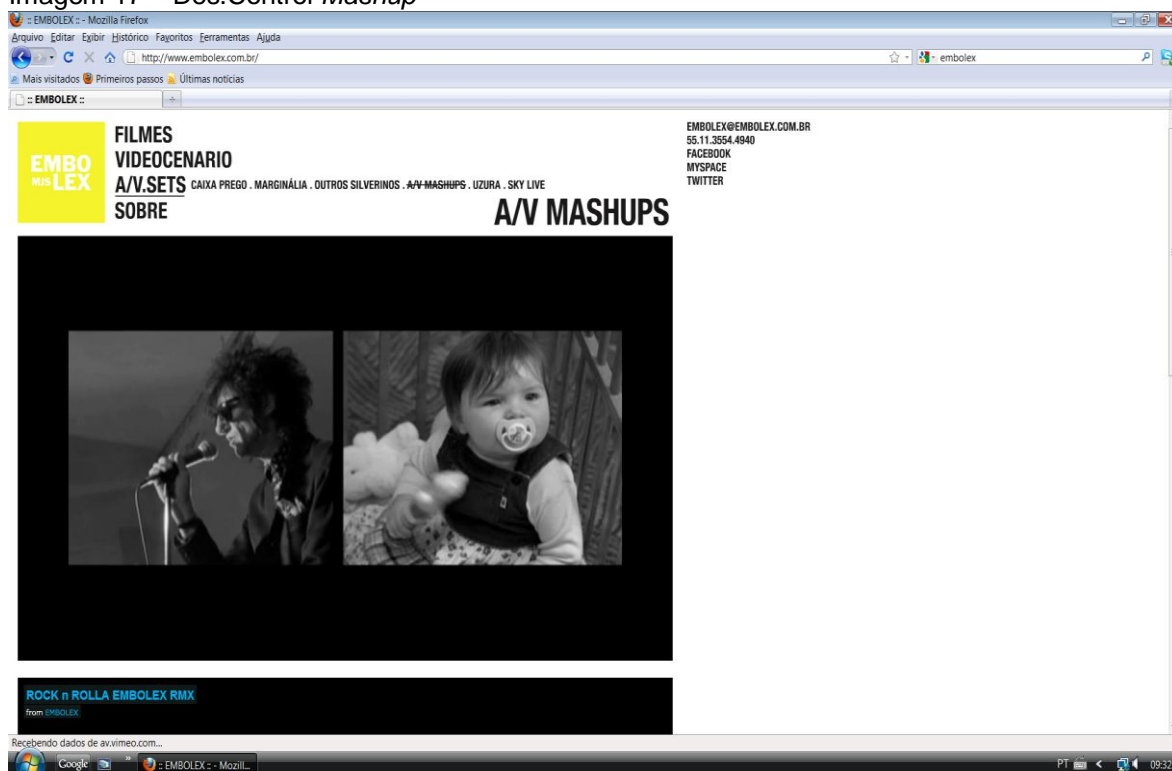 Imagem 17 – Des.Control Mashup
:: EMBOLEX :: - Mozilla Firefox
Arquivo Editar Exibir Histórico Favoritos Ferramentas Ajuda
http://www.embolex.com.br/
embolex
Mais visitados Primeiros passos Últimas notícias
:: EMBOLEX ::
EMBO
MJS LEX
FILMES
VIDEOCENARIO
A/V.SETS CAIXA PREGO . MARGINÁLIA . OUTROS SILVERINOS . A/V MASHUPS . UZURA . SKY LIVE
SOBRE
A/V MASHUPS
EMBOLEX@EMBOLEX.COM.BR
55.11.3554.4940
FACEBOOK
MYSPACE
TWITTER
ROCK n ROLLA EMBOLEX RMX
from EMBOLEX
Recebendo dados de av.vimeo.com...
Google
:: EMBOLEX :: - Mozill...
PT
09:32